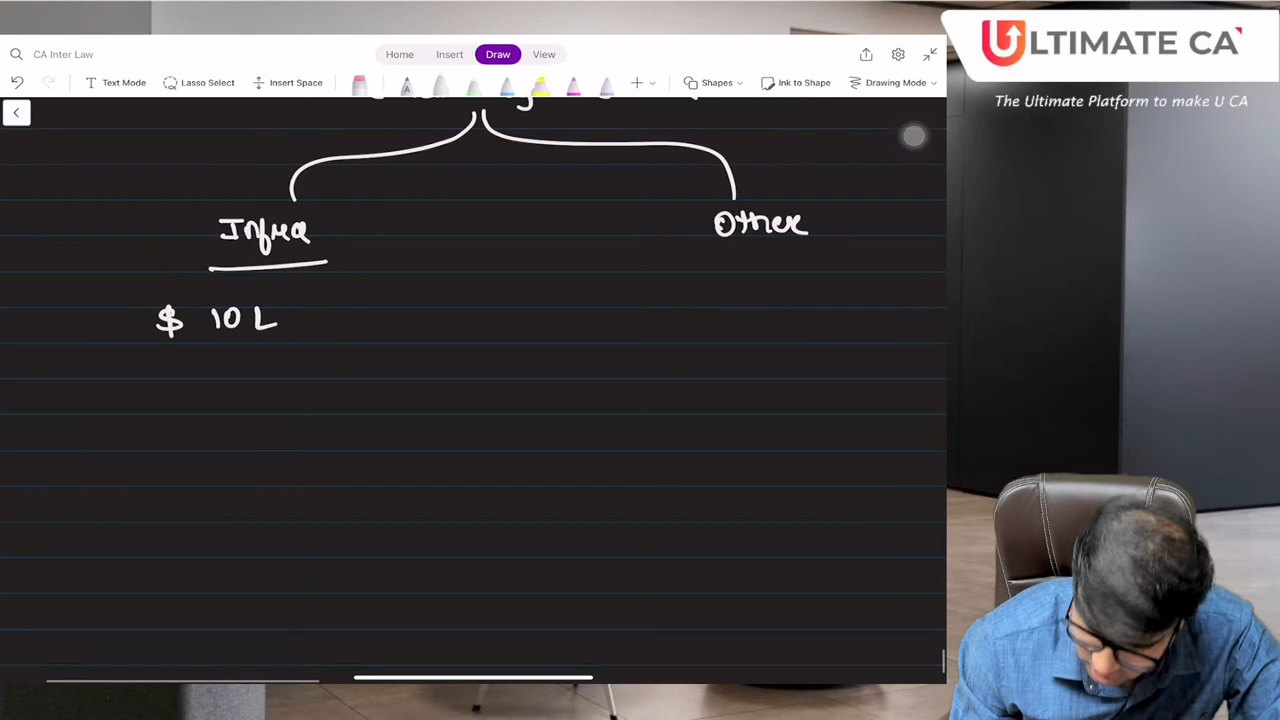 ULTIMATE CA
The Ultimate Platform to make U CA
CA Inter Law
Home Insert Draw View
Text Mode Lasso Select Insert Space Shapes Ink to Shape Drawing Mode
Infra Other
$ 10 L